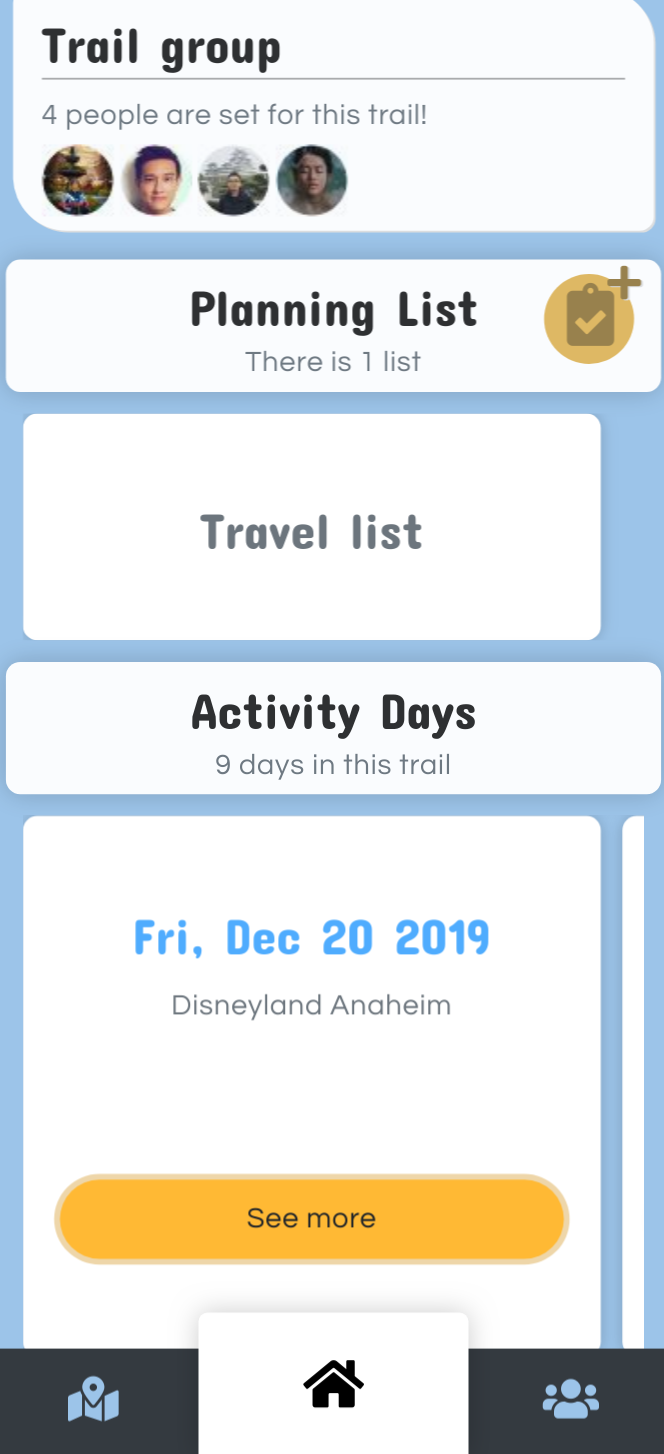 Trail group
4 people are set for this trail!
Planning List
There is 1 list
Travel list
Activity Days
9 days in this trail
Fri, Dec 20 2019
Disneyland Anaheim
See more